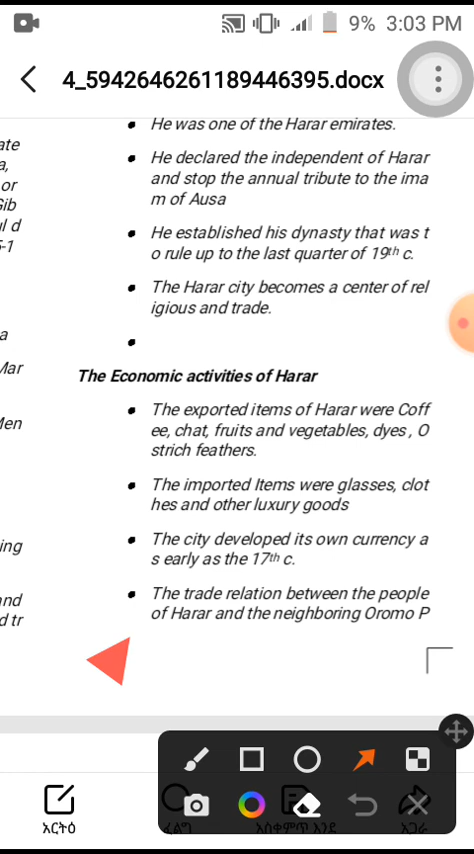 9% 3:03 PM
4_5942646261189446395.docx
ate
a,
or
l d
-1
a
Mar
Men
ing
and
d tr
He was one of the Harar emirates.
He declared the independent of Harar
and stop the annual tribute to the ima
m of Ausa
He established his dynasty that was t
o rule up to the last quarter of 19th c.
The Harar city becomes a center of rel
igious and trade.
The Economic activities of Harar
The exported items of Harar were Coff
ee, chat, fruits and vegetables, dyes , O
strich feathers.
The imported Items were glasses, clot
hes and other luxury goods
The city developed its own currency a
s early as the 17th c.
The trade relation between the people
of Harar and the neighboring Oromo P
አርትዕ
ፈልግ
አስቀምጥ እንደ
አጋራ